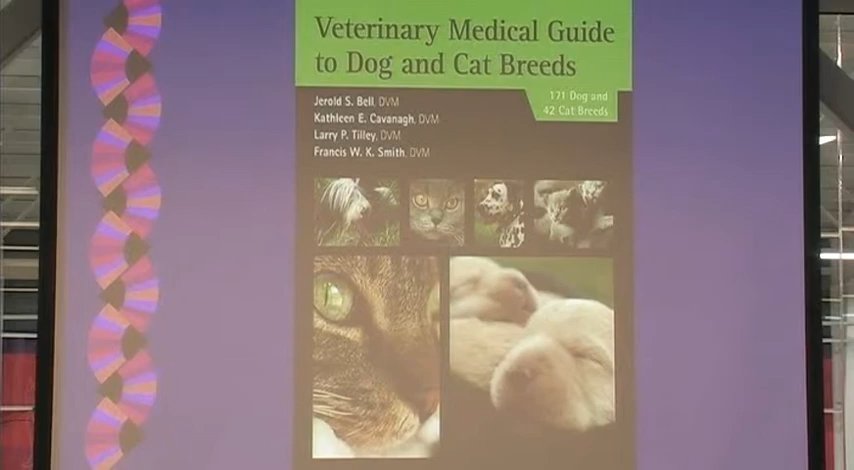 Veterinary Medical Guide
to Dog and Cat Breeds
171 Dog and
42 Cat Breeds
Jerold S. Bell, DVM
Kathleen E. Cavanagh, DVM
Larry P. Tilley, DVM
Francis W. K. Smith, DVM